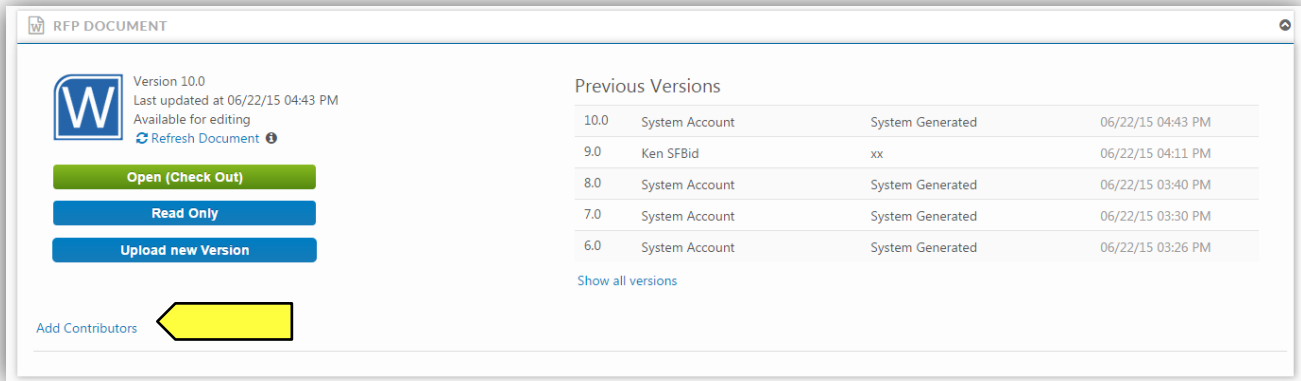 RFP DOCUMENT
W
Version 10.0
Last updated at 06/22/15 04:43 PM
Available for editing
Refresh Document
Open (Check Out)
Read Only
Upload new Version
Add Contributors
Previous Versions
10.0 System Account System Generated 06/22/15 04:43 PM
9.0 Ken SFBid xx 06/22/15 04:11 PM
8.0 System Account System Generated 06/22/15 03:40 PM
7.0 System Account System Generated 06/22/15 03:30 PM
6.0 System Account System Generated 06/22/15 03:26 PM
Show all versions